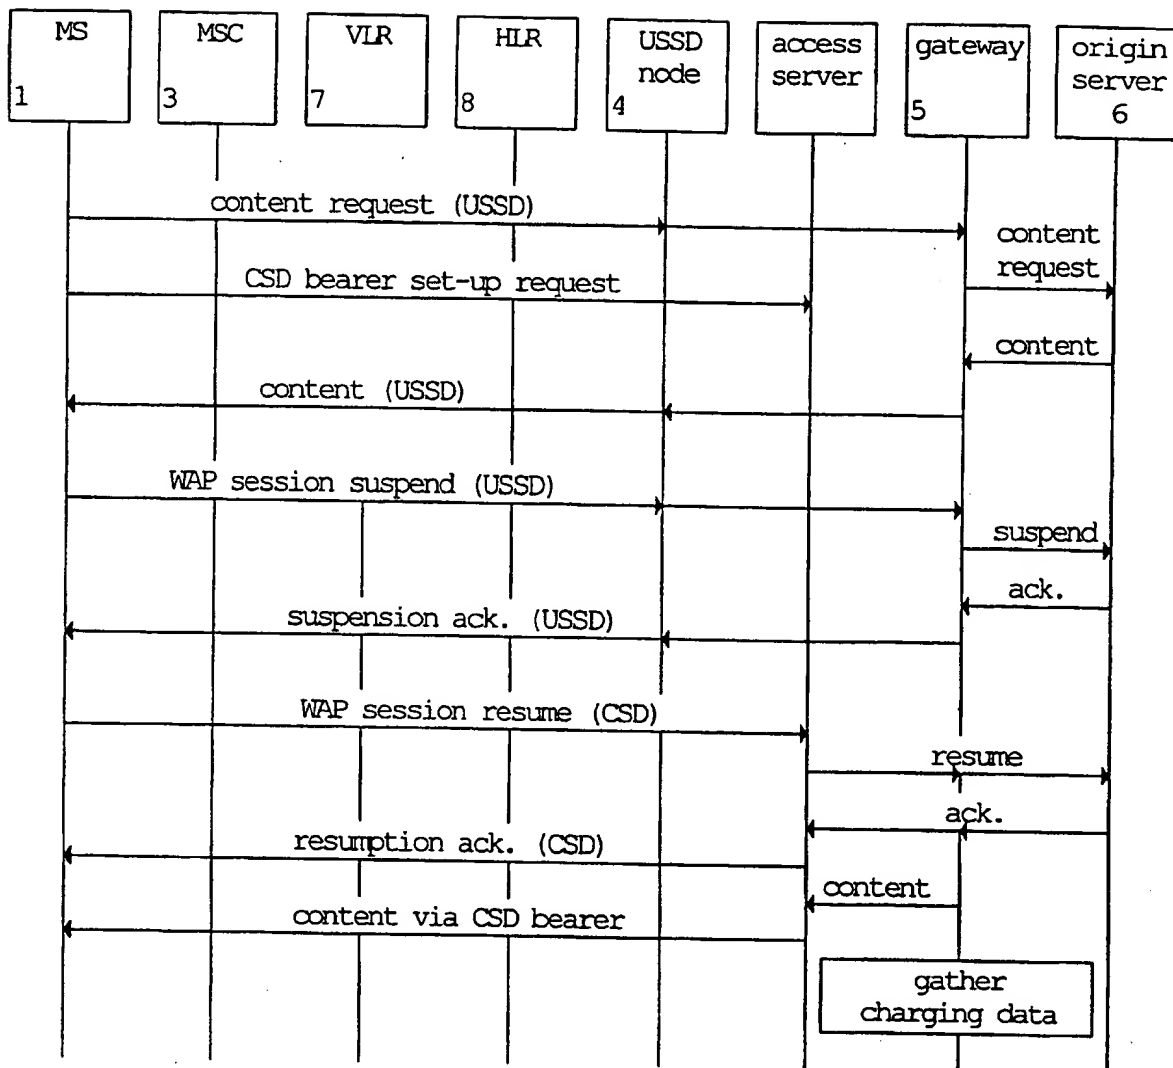 MS
1
MSC
3
VLR
7
HLR
8
USSD
node
4
access
server
gateway
5
origin
server
6
content request (USSD)
content
request
CSD bearer set-up request
content
content (USSD)
WAP session suspend (USSD)
suspend
ack.
suspension ack. (USSD)
WAP session resume (CSD)
resume
ack.
resumption ack. (CSD)
content
content via CSD bearer
gather
charging data